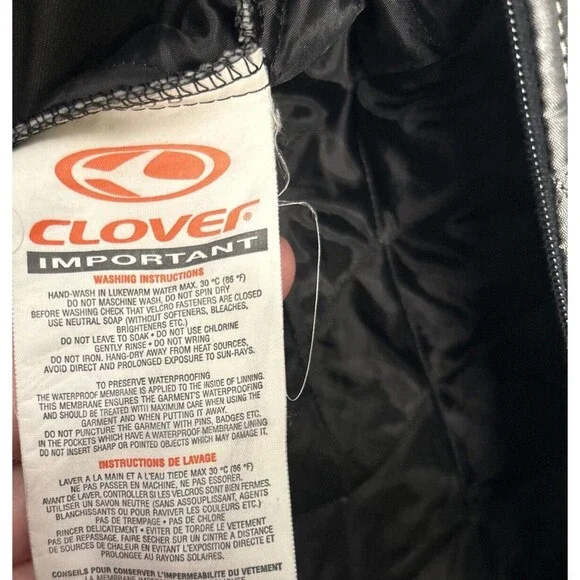 CLOVER®
IMPORTANT
WASHING INSTRUCTIONS
HAND-WASH IN LUKEWARM WATER MAX. 30 °C (86 °F)
DO NOT MASCHINE WASH, DO NOT SPIN DRY
BEFORE WASHING CHECK THAT VELCRO FASTENERS ARE CLOSED
USE NEUTRAL SOAP (WITHOUT SOFTENERS, BLEACHES,
BRIGHTENERS ETC.)
DO NOT LEAVE TO SOAK • DO NOT USE CHLORINE
GENTLY RINSE • DO NOT WRING
DO NOT IRON. HANG-DRY AWAY FROM HEAT SOURCES,
AVOID DIRECT AND PROLONGED EXPOSURE TO SUN-RAYS.
TO PRESERVE WATERPROOFING
THE WATERPROOF MEMBRANE IS APPLIED TO THE INSIDE OF LINNING.
THIS MEMBRANE ENSURES THE GARMENT'S WATERPROOFING
AND SHOULD BE TREATED WITH MAXIMUM CARE WHEN USING THE
GARMENT AND WHEN PUTTING IT AWAY.
DO NOT PUNCTURE THE GARMENT WITH PINS, BADGES ETC.
IN THE POCKETS WHICH HAVE A WATERPROOF-MEMBRANE LINING
DO NOT INSERT SHARP OR POINTED OBJECTS WHICH MAY DAMAGE IT.
INSTRUCTIONS DE LAVAGE
LAVER A LA MAIN ET A L'EAU TIEDE MAX 30 °C (86 °F)
NE PAS PASSER EN MACHINE, NE PAS ESSORER.
AVANT DE LAVER, CONTROLLER SI LES VELCROS SONT BIEN FERMES.
UTILISER UN SAVON NEUTRE (SANS ASSOUPLISSANT, AGENTS
BLANCHISSANTS OU POUR RAVIVER LES COULEURS ETC.)
PAS DE TREMPAGE • PAS DE CHLORE
RINCER DELICATEMENT • EVITER DE TORDRE LE VETEMENT
PAS DE REPASSAGE. FAIRE SÉCHER SUR UN CINTRE A DISTANCE
DE SOURCES DE CHALEUR EN EVITANT L'EXPOSITION DIRECTE ET
PROLONGÉE AU RAYONS SOLAIRE.
CONSEILS POUR CONSERVER L'IMPERMEABILITE DU VETEMENT
LA MEMBRANE